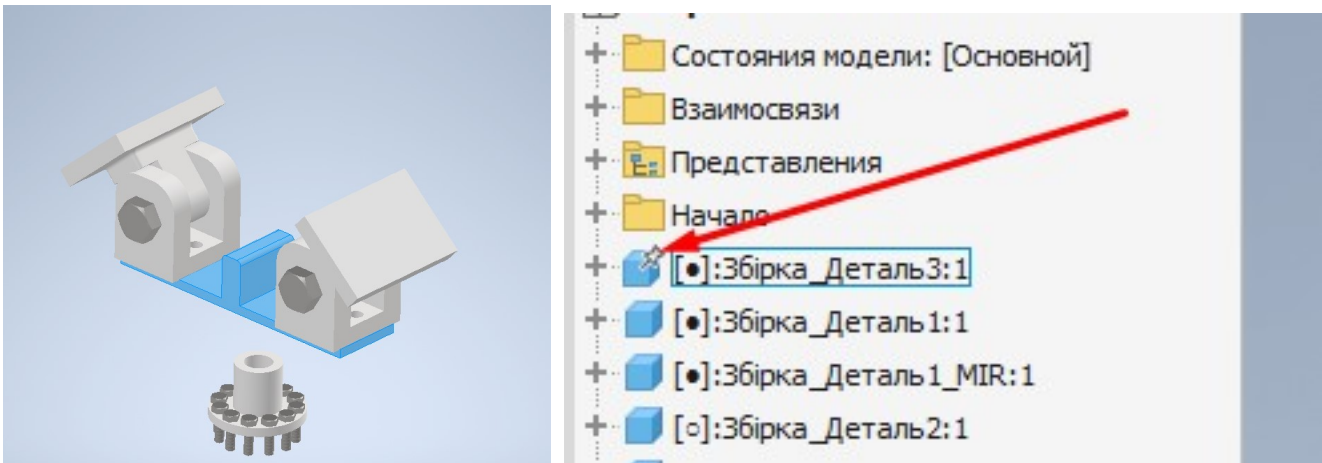 Состояния модели: [Основной]
Взаимосвязи
Представления
Начало
[●]:Збірка_Деталь3:1
[●]:Збірка_Деталь1:1
[●]:Збірка_Деталь1_MIR:1
[○]:Збірка_Деталь2:1